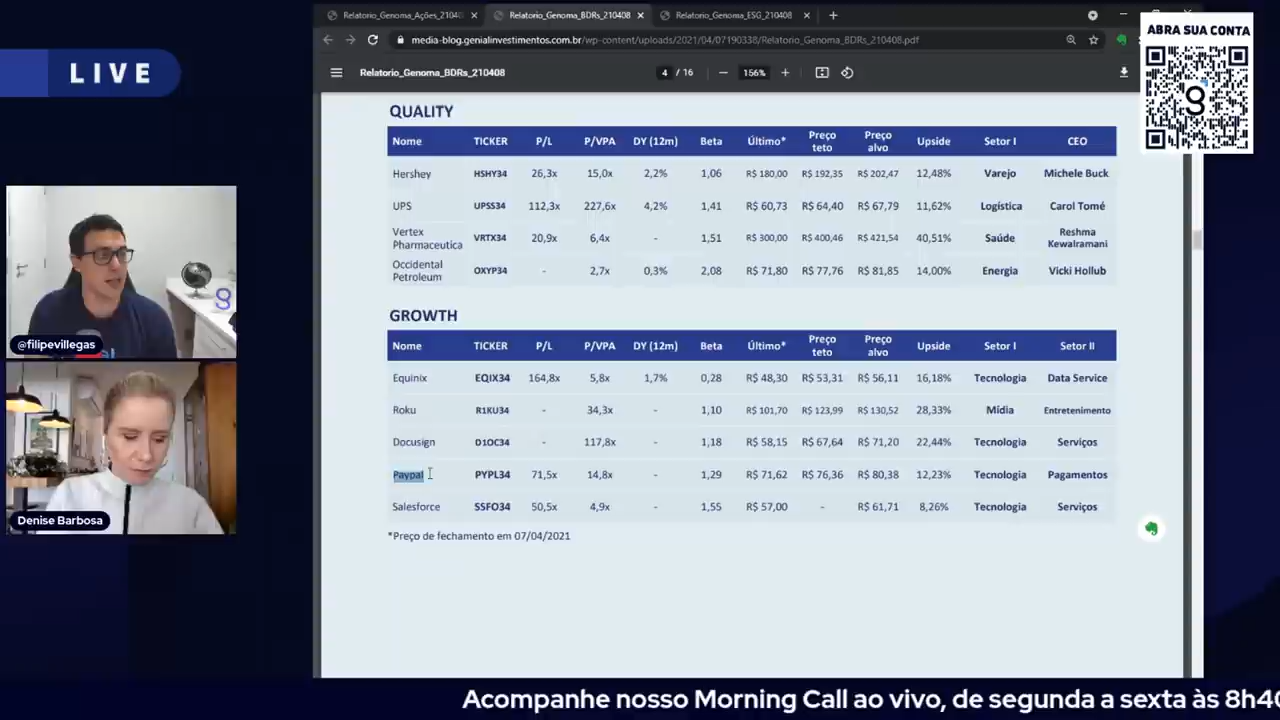 Relatorio_Genoma_Ações_2104
Relatorio_Genoma_BDRs_210408
Relatorio_Genoma_ESG_210408
ABRA SUA CONTA
media-blog.genialinvestimentos.com.br/wp-content/uploads/2021/04/07190338/Relatorio_Genoma_BDRs_210408.pdf
LIVE
Relatorio_Genoma_BDRs_210408 4 / 16 156%
QUALITY
Nome TICKER P/L P/VPA DY (12m) Beta Último* Preço teto Preço alvo Upside Setor I CEO
Hershey HSHY34 26,3x 15,0x 2,2% 1,06 R$ 180,00 R$ 192,35 R$ 202,47 12,48% Varejo Michele Buck
UPS UPSS34 112,3x 227,6x 4,2% 1,41 R$ 60,73 R$ 64,40 R$ 67,79 11,62% Logística Carol Tomé
Vertex Pharmaceutica VRTX34 20,9x 6,4x - 1,51 R$ 300,00 R$ 400,46 R$ 421,54 40,51% Saúde Reshma Kewalramani
Occidental Petroleum OXYP34 - 2,7x 0,3% 2,08 R$ 71,80 R$ 77,76 R$ 81,85 14,00% Energia Vicki Hollub
GROWTH
Nome TICKER P/L P/VPA DY (12m) Beta Último* Preço teto Preço alvo Upside Setor I Setor II
Equinix EQIX34 164,8x 5,8x 1,7% 0,28 R$ 48,30 R$ 53,31 R$ 56,11 16,18% Tecnologia Data Service
Roku R1KU34 - 34,3x - 1,10 R$ 101,70 R$ 123,99 R$ 130,52 28,33% Mídia Entretenimento
Docusign D1OC34 - 117,8x - 1,18 R$ 58,15 R$ 67,64 R$ 71,20 22,44% Tecnologia Serviços
Paypal PYPL34 71,5x 14,8x - 1,29 R$ 71,62 R$ 76,36 R$ 80,38 12,23% Tecnologia Pagamentos
Salesforce SSFO34 50,5x 4,9x - 1,55 R$ 57,00 - R$ 61,71 8,26% Tecnologia Serviços
*Preço de fechamento em 07/04/2021
@filipevillegas
Denise Barbosa
Acompanhe nosso Morning Call ao vivo, de segunda a sexta às 8h40